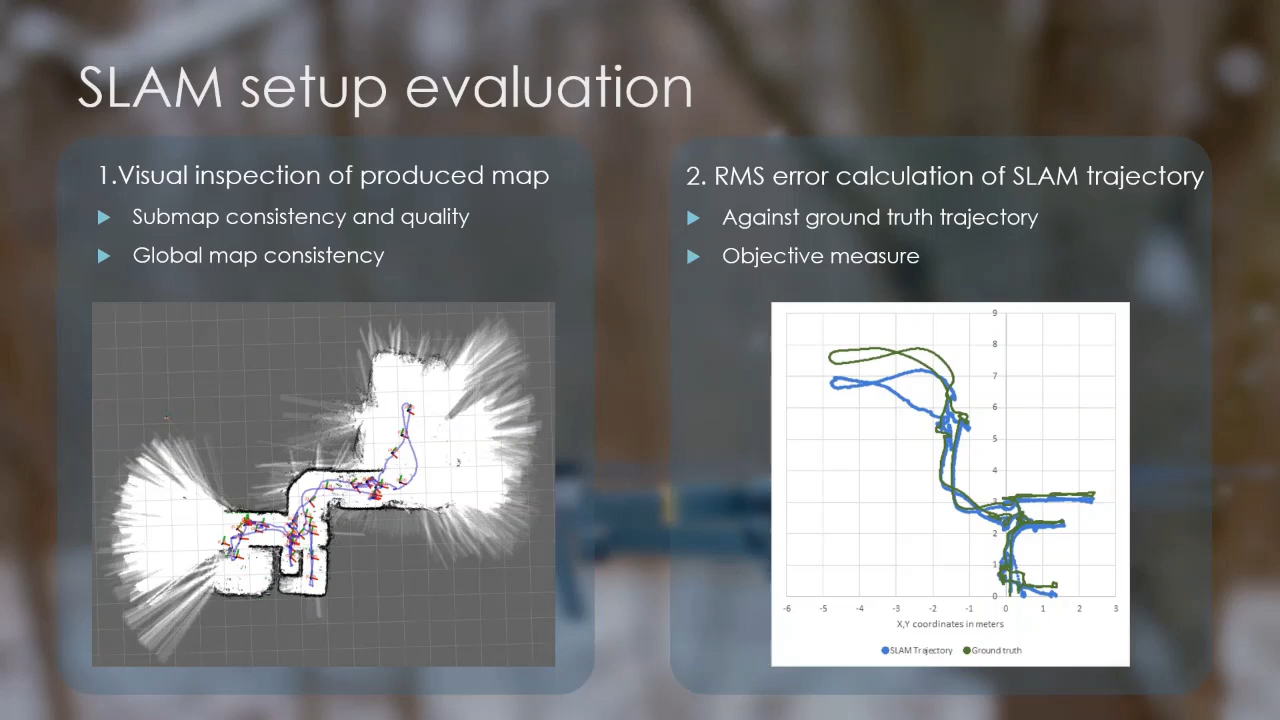 SLAM setup evaluation
1.Visual inspection of produced map
Submap consistency and quality
Global map consistency
2. RMS error calculation of SLAM trajectory
Against ground truth trajectory
Objective measure
9
8
7
6
5
4
2
1
0
-6 -5 -4 -3 -2 -1 0 1 2 3
X,Y coordinates in meters
SLAM Trajectory Ground truth